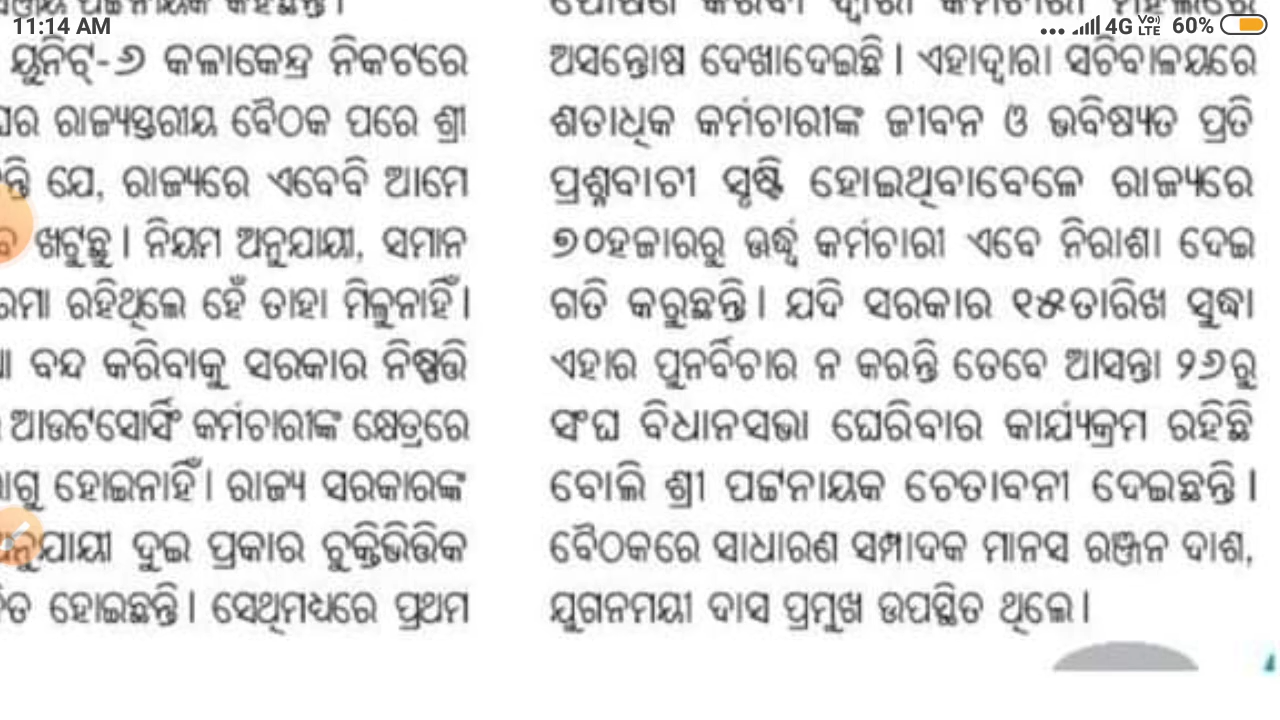 11:14 AM
4G Vo) LTE 60%
ୟୁନିଟ୍-୬ କଳାକେନ୍ଦ୍ର ନିକଟରେ
ରାଜ୍ୟସ୍ତରୀୟ ବୈଠକ ପରେ ଶ୍ରୀ
ଯେ, ରାଜ୍ୟରେ ଏବେବି ଆମେ
ଖଟୁଛୁ । ନିୟମ ଅନୁଯାୟୀ, ସମାନ
ରହିଥିଲେ ହେଁ ତାହା ମିଳୁନାହିଁ।
ବନ୍ଦ କରିବାକୁ ସରକାର ନିଷ୍ପତ୍ତି
ଆଉଟସୋର୍ସିଂ କର୍ମଚାରୀଙ୍କ କ୍ଷେତ୍ରରେ
ହୋଇନାହିଁ । ରାଜ୍ୟ ସରକାରଙ୍କ
ଦୁଇ ପ୍ରକାର ଚୁକ୍ତିଭିତ୍ତିକ
ହୋଇଛନ୍ତି । ସେଥିମଧ୍ୟରେ ପ୍ରଥମ
ଅସନ୍ତୋଷ ଦେଖାଦେଇଛି । ଏହାଦ୍ୱାରା ସଚିବାଳୟରେ
ଶତାଧିକ କର୍ମଚାରୀଙ୍କ ଜୀବନ ଓ ଭବିଷ୍ୟତ ପ୍ରତି
ପ୍ରଶ୍ନବାଚୀ ସୃଷ୍ଟି ହୋଇଥିବାବେଳେ ରାଜ୍ୟରେ
୭୦ହଜାରରୁ ଊର୍ଦ୍ଧ୍ୱ କର୍ମଚାରୀ ଏବେ ନିରାଶା ଦେଇ
ଗତି କରୁଛନ୍ତି । ଯଦି ସରକାର ୧୫ତାରିଖ ସୁଦ୍ଧା
ଏହାର ପୁନର୍ବିଚାର ନ କରନ୍ତି ତେବେ ଆସନ୍ତା ୨୬ରୁ
ସଂଘ ବିଧାନସଭା ଘେରିବାର କାର୍ଯ୍ୟକ୍ରମ ରହିଛି
ବୋଲି ଶ୍ରୀ ପଟ୍ଟନାୟକ ଚେତାବନୀ ଦେଇଛନ୍ତି ।
ବୈଠକରେ ସାଧାରଣ ସମ୍ପାଦକ ମାନସ ରଞ୍ଜନ ଦାଶ,
ଯୁଗନମୟୀ ଦାସ ପ୍ରମୁଖ ଉପସ୍ଥିତ ଥିଲେ ।